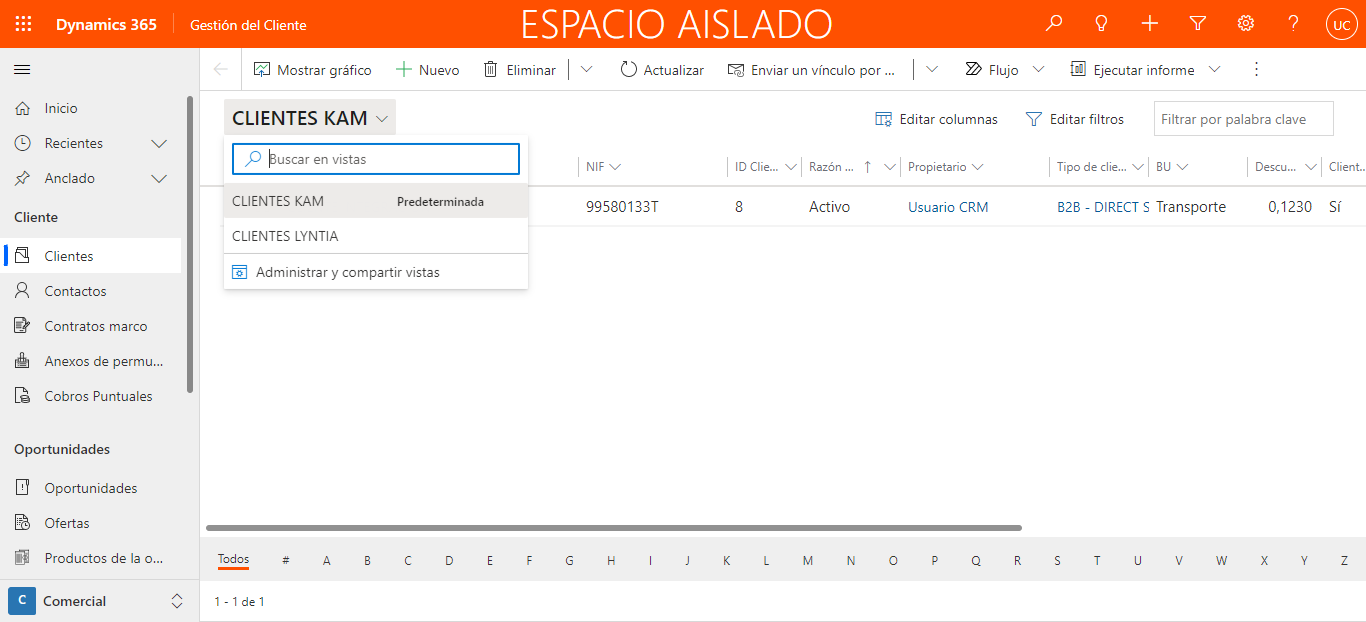 Dynamics 365
Gestión del Cliente
ESPACIO AISLADO
?
UC
Mostrar gráfico
Nuevo
Eliminar
Actualizar
Enviar un vínculo por ...
Flujo
Ejecutar informe
Inicio
Recientes
Anclado
Cliente
Clientes
Contactos
Contratos marco
Anexos de permu...
Cobros Puntuales
Oportunidades
Oportunidades
Ofertas
Productos de la o...
C
Comercial
CLIENTES KAM
Editar columnas
Editar filtros
Filtrar por palabra clave
Buscar en vistas
CLIENTES KAM
Predeterminada
CLIENTES LYNTIA
Administrar y compartir vistas
NIF
ID Clie...
Razón ...
Propietario
Tipo de clie...
BU
Descu...
Client...
99580133T
8
Activo
Usuario CRM
B2B - DIRECT S
Transporte
0,1230
Sí
Todos
#
A
B
C
D
E
F
G
H
I
J
K
L
M
N
O
P
Q
R
S
T
U
V
W
X
Y
Z
1 - 1 de 1